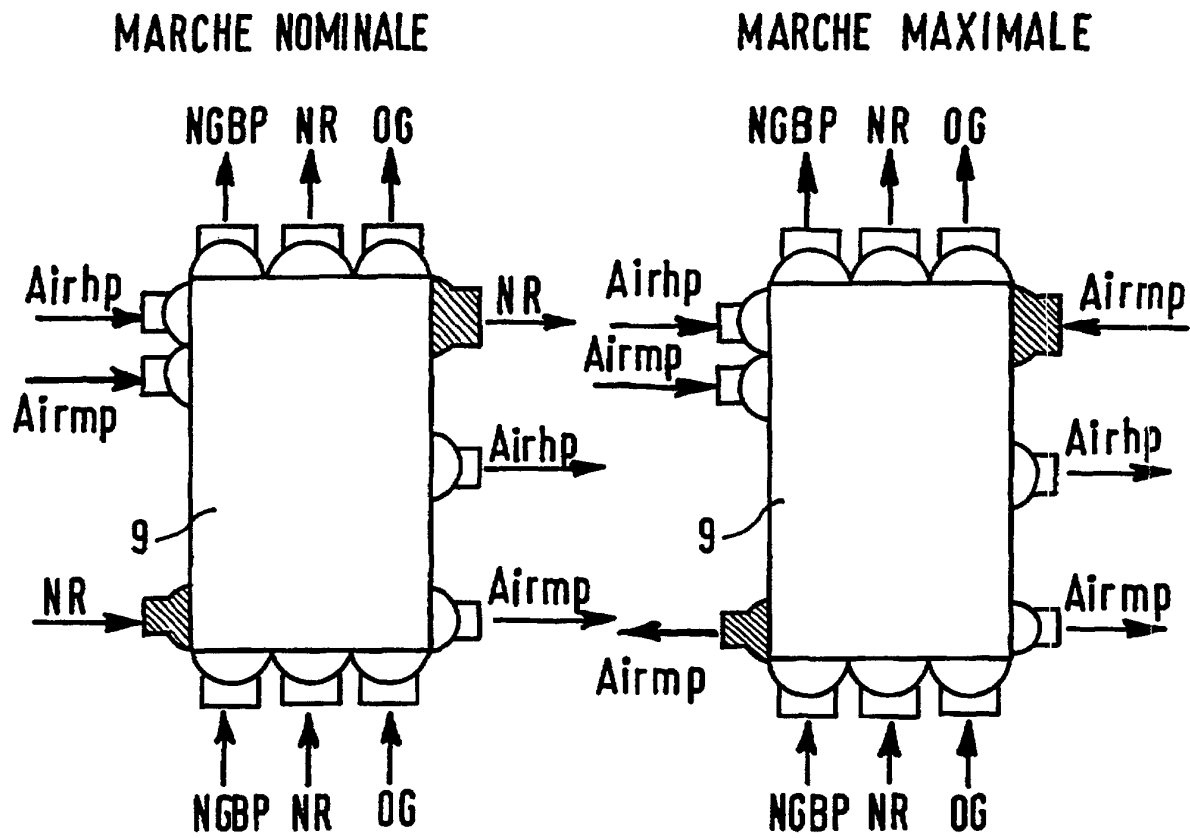 MARCHE NOMINALE
NGBP NR OG
Airhp
NR
Airmp
Airhp
9
NR
Airmp
NGBP NR OG
MARCHE MAXIMALE
NGBP NR OG
Airhp
Airmp
Airmp
Airhp
9
Airmp
Airmp
NGBP NR OG